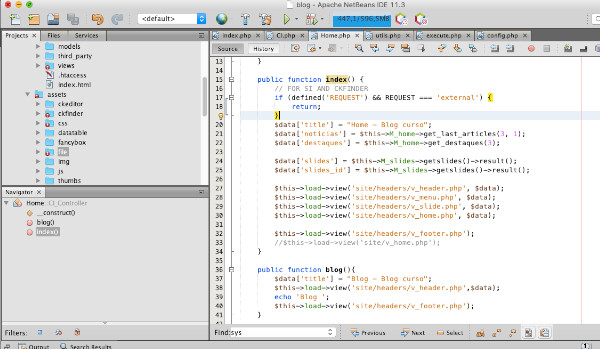 blog - Apache NetBeans IDE 11.3
<default>
447,1/596,5MB
Projects Files Services
index.php CI.php Home.php utils.php execute.php config.php
Source History
models
third_party
views
.htaccess
index.html
assets
ckeditor
ckfinder
css
datatable
fancybox
file
img
js
thumbs
Navigator
Home :: CI_Controller
__construct()
blog()
index()
Filters:
13 }
14
15 public function index() {
16 // FOR SI AND CKFINDER
17 if (defined('REQUEST') && REQUEST === 'external') {
18 return;
}
20 $data['title'] = "Home – Blog curso";
21 $data['noticias'] = $this->M_home->get_last_articles(3, 1);
22 $data['destaques'] = $this->M_home->get_destaques(3);
23
24 $data['slides'] = $this->M_slides->getslides()->result();
25 $data['slides_id'] = $this->M_slides->getslides()->result();
26
27 $this->load->view('site/headers/v_header.php', $data);
28 $this->load->view('site/headers/v_menu.php', $data);
29 $this->load->view('site/headers/v_slide.php', $data);
30 $this->load->view('site/headers/v_home.php', $data);
31
32 $this->load->view('site/headers/v_footer.php');
33 //$this->load->view('site/v_home.php');
34 }
35
36 public function blog(){
37 $data['title'] = "Blog – Blog curso";
38 $this->load->view('site/headers/v_header.php',$data);
39 echo 'Blog ';
40 $this->load->view('site/headers/v_footer.php');
41 }
Find: sys Previous Next Select
Output Search Results